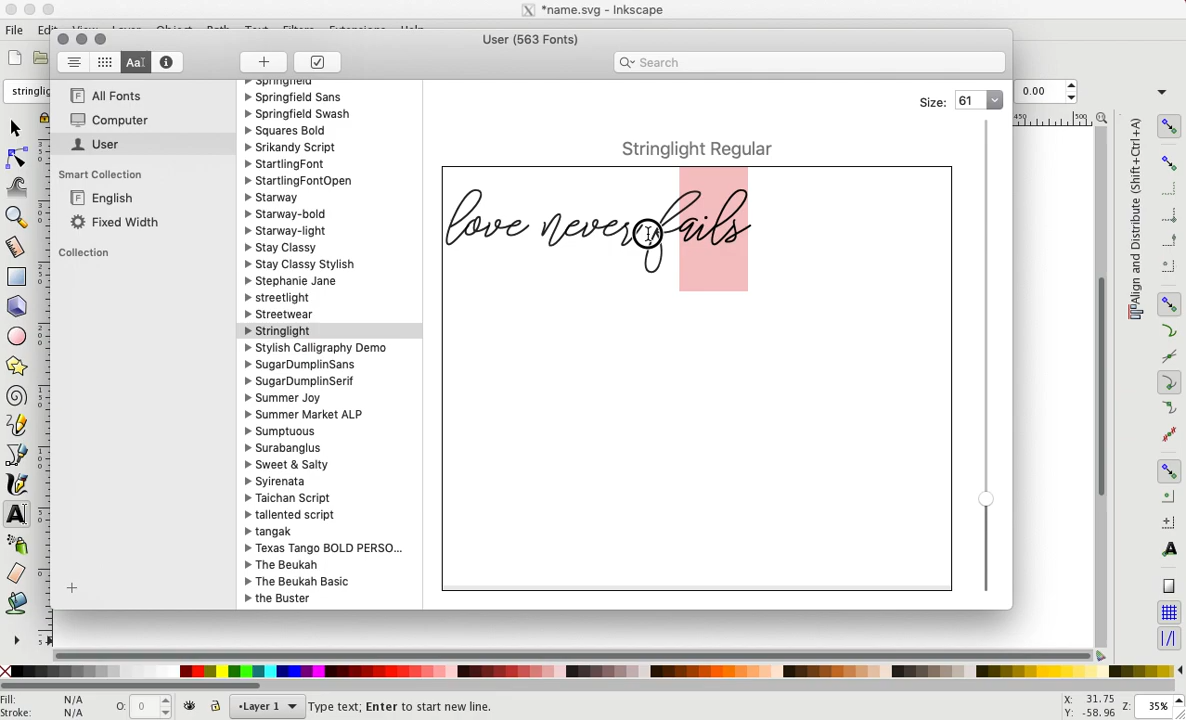 *name.svg - Inkscape
File
User (563 Fonts)
Aa
Search
All Fonts
Computer
User
Smart Collection
English
Fixed Width
Collection
Springfield
Springfield Sans
Springfield Swash
Squares Bold
Srikandy Script
StartlingFont
StartlingFontOpen
Starway
Starway-bold
Starway-light
Stay Classy
Stay Classy Stylish
Stephanie Jane
streetlight
Streetwear
Stringlight
Stylish Calligraphy Demo
SugarDumplinSans
SugarDumplinSerif
Summer Joy
Summer Market ALP
Sumptuous
Surabanglus
Sweet & Salty
Syirenata
Taichan Script
tallented script
tangak
Texas Tango BOLD PERSO...
The Beukah
The Beukah Basic
the Buster
Size: 61
Stringlight Regular
love never fails
0.00
Align and Distribute (Shift+Ctrl+A)
Fill: N/A
Stroke: N/A
O: 0
•Layer 1
Type text; Enter to start new line.
X: 31.75
Y: -58.96
Z: 35%